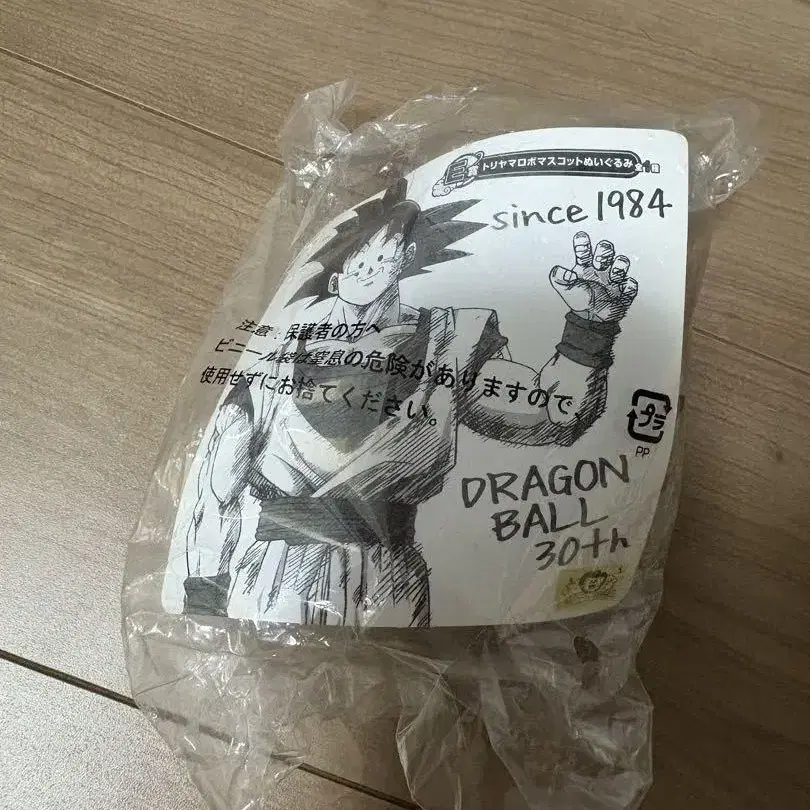 E賞 トリヤマロボマスコットぬいぐるみ 全1種
since 1984
注意：保護者の方へ
ビニール袋は窒息の危険がありますので、
使用せずにお捨てください。
プラ
PP
DRAGON
BALL
30th